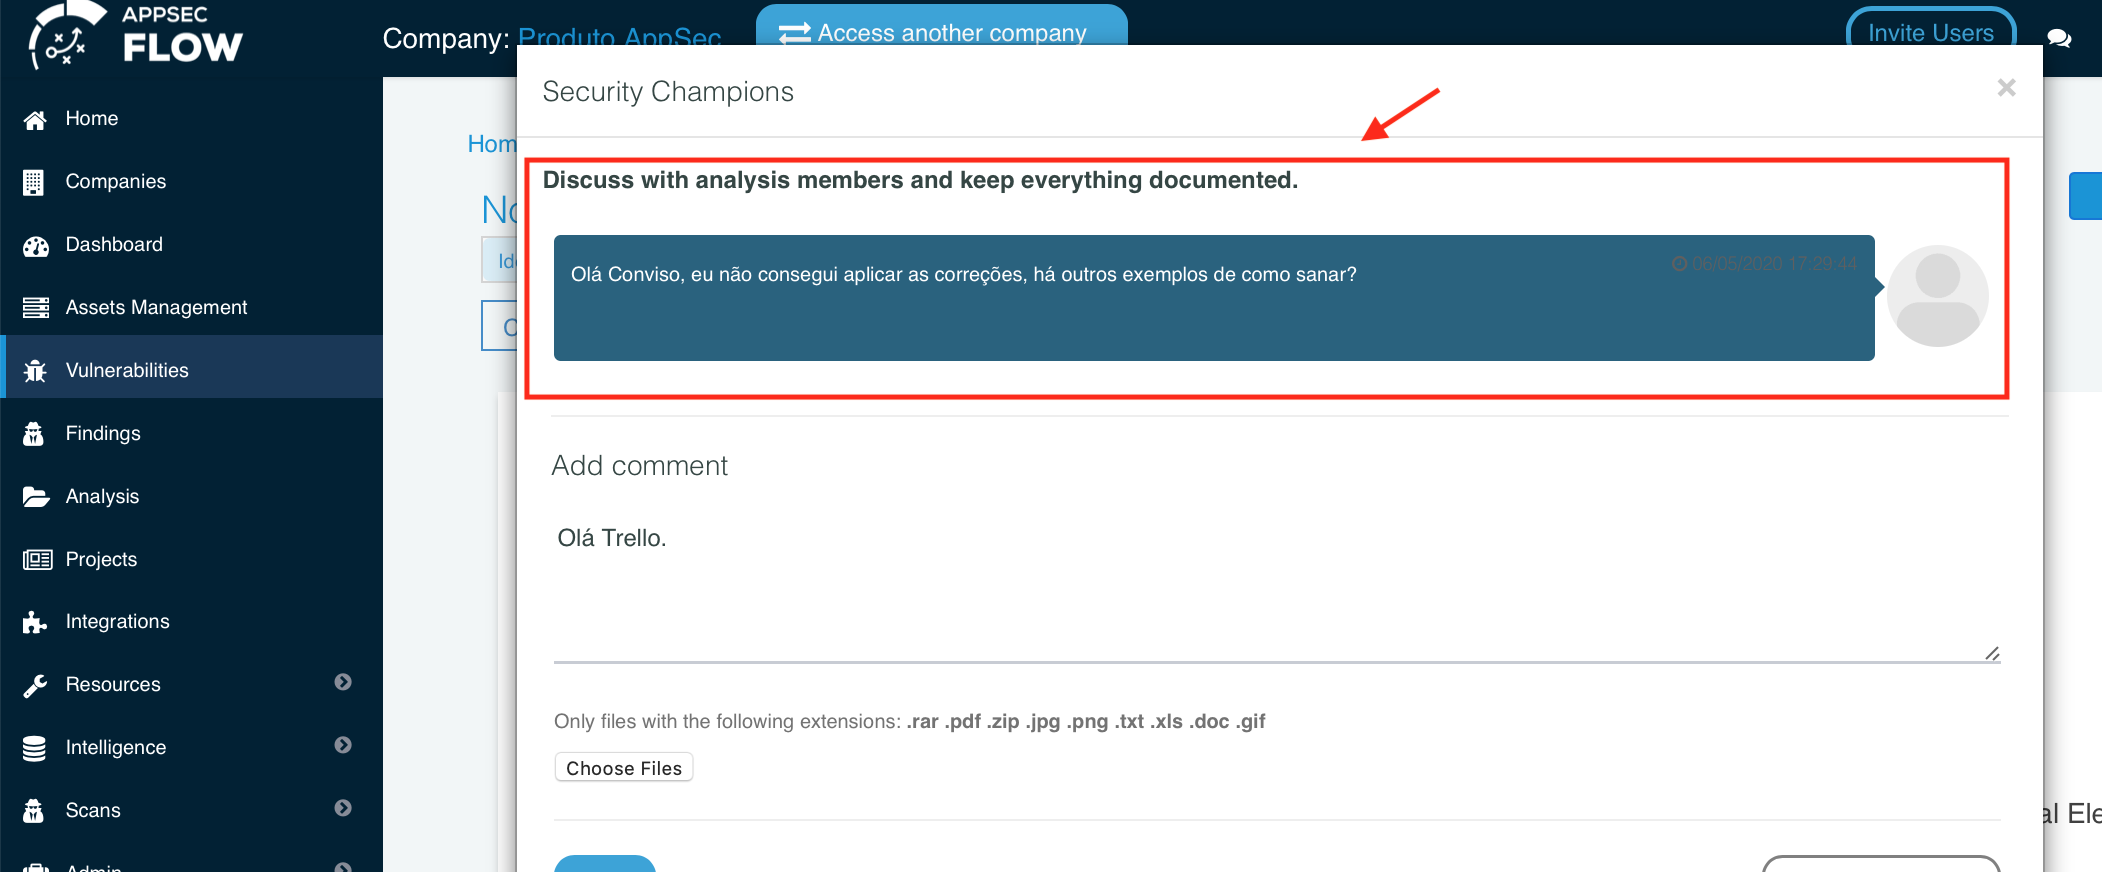 APPSEC
FLOW
Company: Produto AppSec
Access another company
Invite Users
Home
Companies
Dashboard
Assets Management
Vulnerabilities
Findings
Analysis
Projects
Integrations
Resources
Intelligence
Scans
Admin
Hom
No
Ide
C
Security Champions
×
Discuss with analysis members and keep everything documented.
Olá Conviso, eu não consegui aplicar as correções, há outros exemplos de como sanar?
06/05/2020 17:29:44
Add comment
Olá Trello.
Only files with the following extensions: .rar .pdf .zip .jpg .png .txt .xls .doc .gif
Choose Files
al Ele